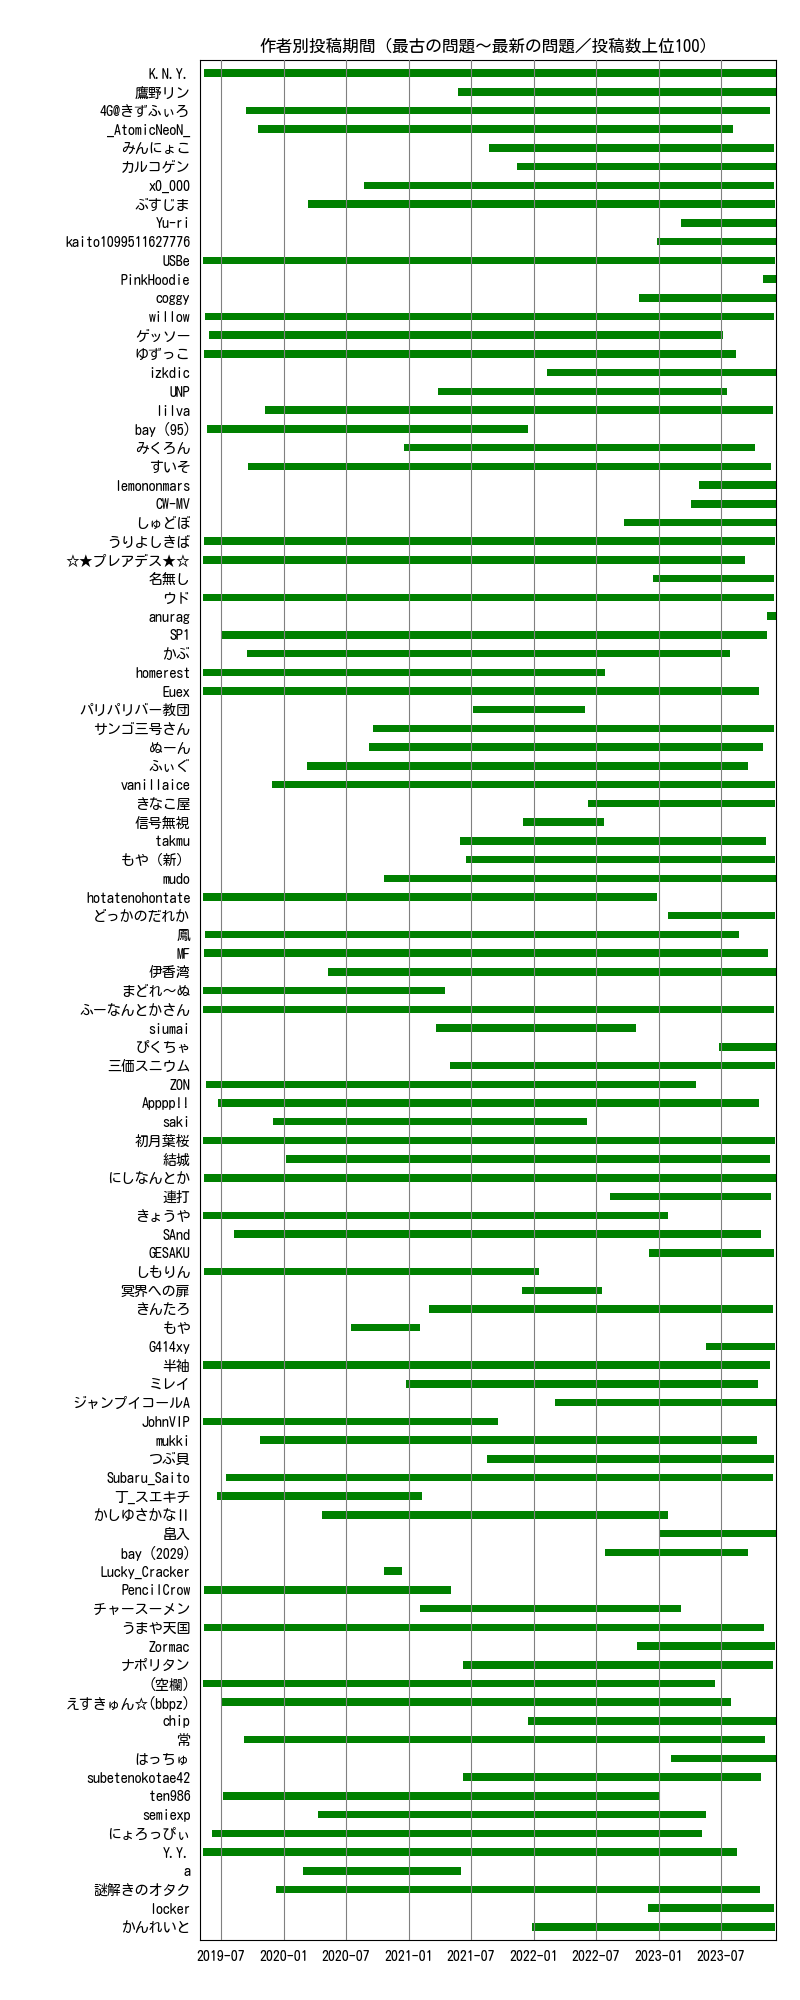 作者別投稿期間（最古の問題～最新の問題／投稿数上位100）
K.N.Y.
鷹野リン
4G@きずふぃろ
_AtomicNeoN_
みんにょこ
カルコゲン
x0_000
ぶすじま
Yu-ri
kaito1099511627776
USBe
PinkHoodie
coggy
willow
ゲッソー
ゆずっこ
izkdic
UNP
lilva
bay (95)
みくろん
すいそ
lemononmars
CW-MV
しゅどぼ
うりよしきば
☆★プレアデス★☆
名無し
ウド
anurag
SP1
かぶ
homerest
Euex
パリパリバー教団
サンゴ三号さん
ぬーん
ふぃぐ
vanillaice
きなこ屋
信号無視
takmu
もや（新）
mudo
hotatenohontate
どっかのだれか
鳳
MF
伊香湾
まどれ～ぬ
ふーなんとかさん
siumai
ぴくちゃ
三価スニウム
ZON
Appppll
saki
初月葉桜
結城
にしなんとか
連打
きょうや
SAnd
GESAKU
しもりん
冥界への扉
きんたろ
もや
G414xy
半袖
ミレイ
ジャンプイコールA
JohnVIP
mukki
つぶ貝
Subaru_Saito
丁_スエキチ
かしゆさかなⅡ
畠入
bay (2029)
Lucky_Cracker
PencilCrow
チャースーメン
うまや天国
Zormac
ナポリタン
(空欄)
えすきゅん☆(bbpz)
chip
常
はっちゅ
subetenokotae42
ten986
semiexp
にょろっぴぃ
Y.Y.
a
謎解きのオタク
locker
かんれいと
2019-07 2020-01 2020-07 2021-01 2021-07 2022-01 2022-07 2023-01 2023-07